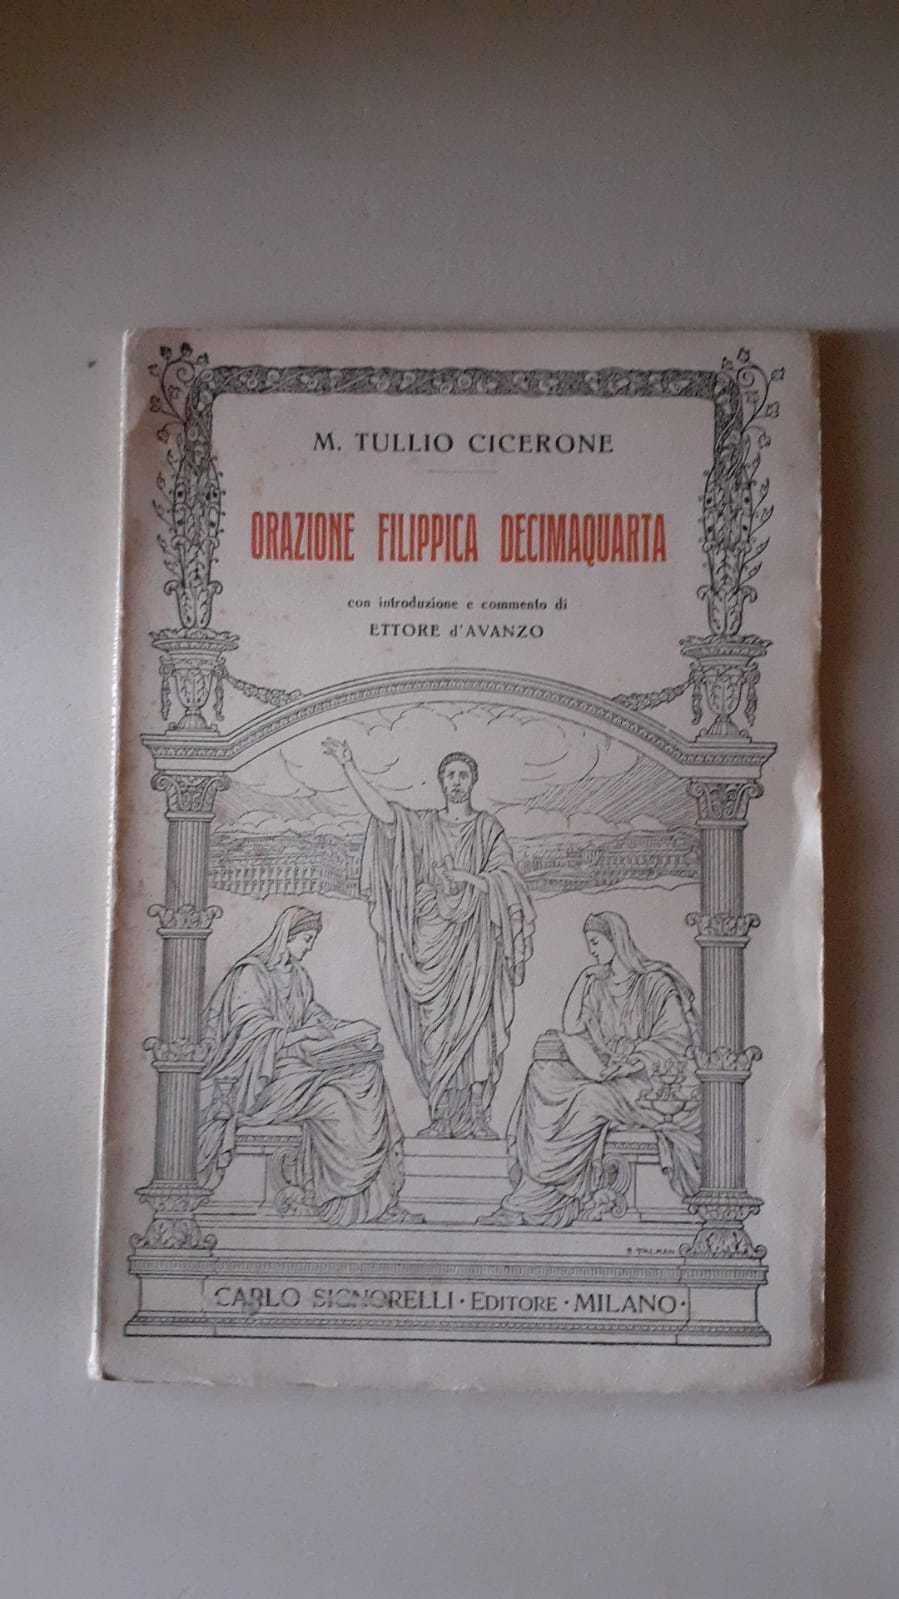 M. TULLIO CICERONE
ORAZIONE FILIPPICA DECIMAQUARTA
con introduzione e commento di
ETTORE d'AVANZO
CARLO SIGNORELLI · EDITORE · MILANO ·